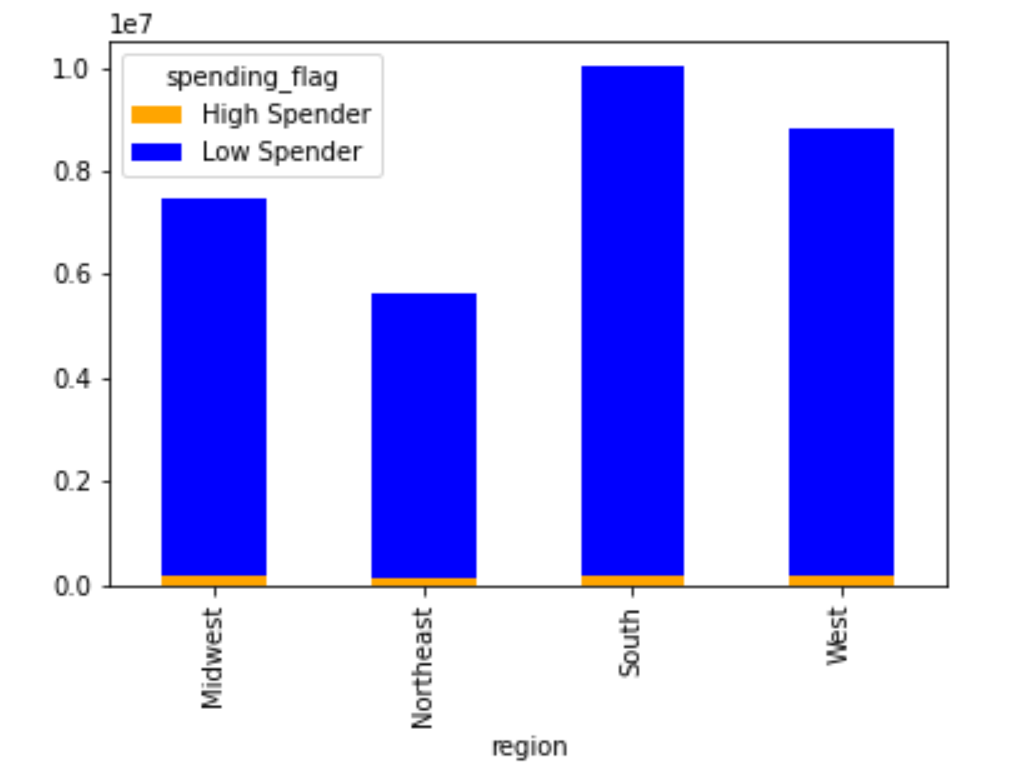 1e7
1.0
0.8
0.6
0.4
0.2
0.0
spending_flag
High Spender
Low Spender
Midwest
Northeast
South
West
region